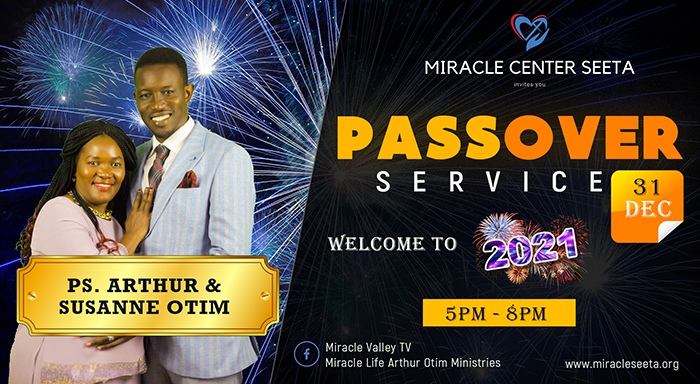 MIRACLE CENTER SEETA
invites you
PASSOVER
SERVICE
31
DEC
WELCOME TO
2021
5PM - 8PM
PS. ARTHUR &
SUSANNE OTIM
Miracle Valley TV
Miracle Life Arthur Otim Ministries
www.miracleseeta.org